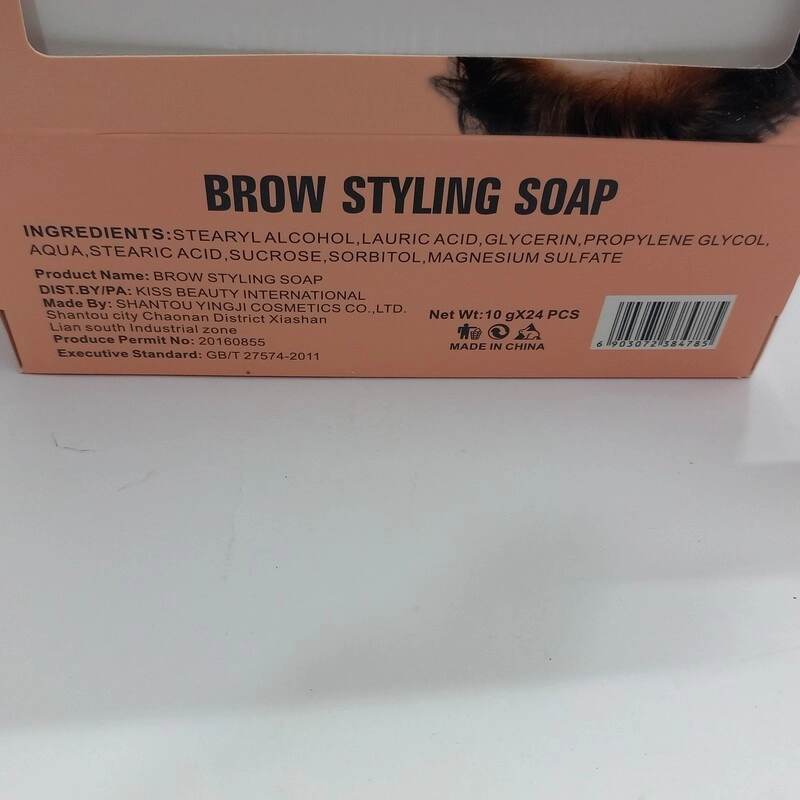 BROW STYLING SOAP
INGREDIENTS:STEARYL ALCOHOL,LAURIC ACID,GLYCERIN,PROPYLENE GLYCOL,
AQUA,STEARIC ACID,SUCROSE,SORBITOL,MAGNESIUM SULFATE
Product Name: BROW STYLING SOAP
DIST.BY/PA: KISS BEAUTY INTERNATIONAL
Made By: SHANTOU YINGJI COSMETICS CO.,LTD.
Shantou city Chaonan District Xiashan
Lian south Industrial zone
Produce Permit No: 20160855
Executive Standard: GB/T 27574-2011
Net Wt:10 gX24 PCS
MADE IN CHINA
6 903072 384785